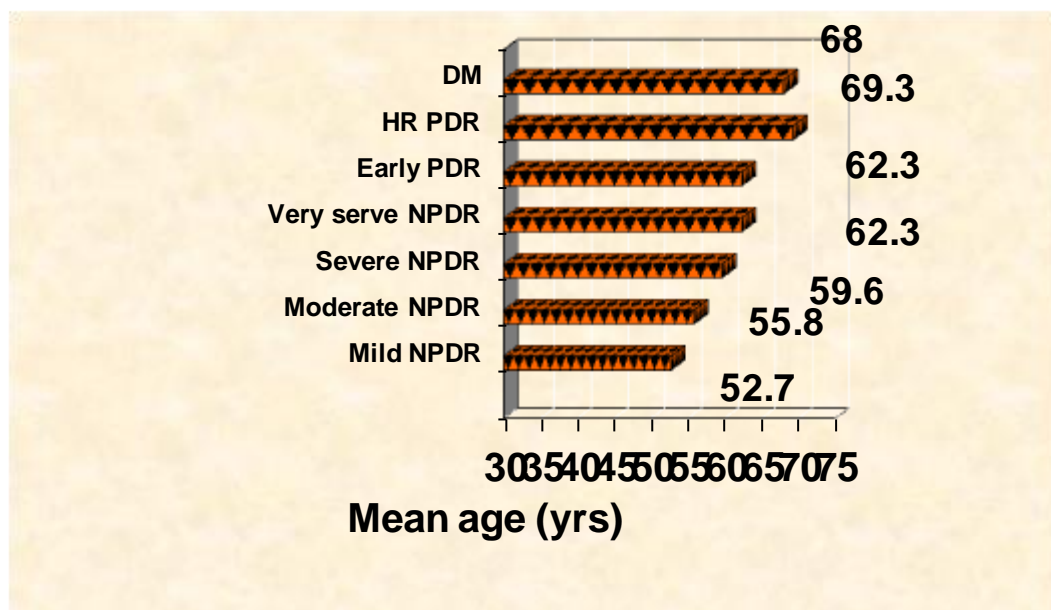 68
DM
69.3
HR PDR
Early PDR
62.3
Very serve NPDR
62.3
Severe NPDR
59.6
Moderate NPDR
55.8
Mild NPDR
52.7
30 35 40 45 50 55 60 65 70 75
Mean age (yrs)